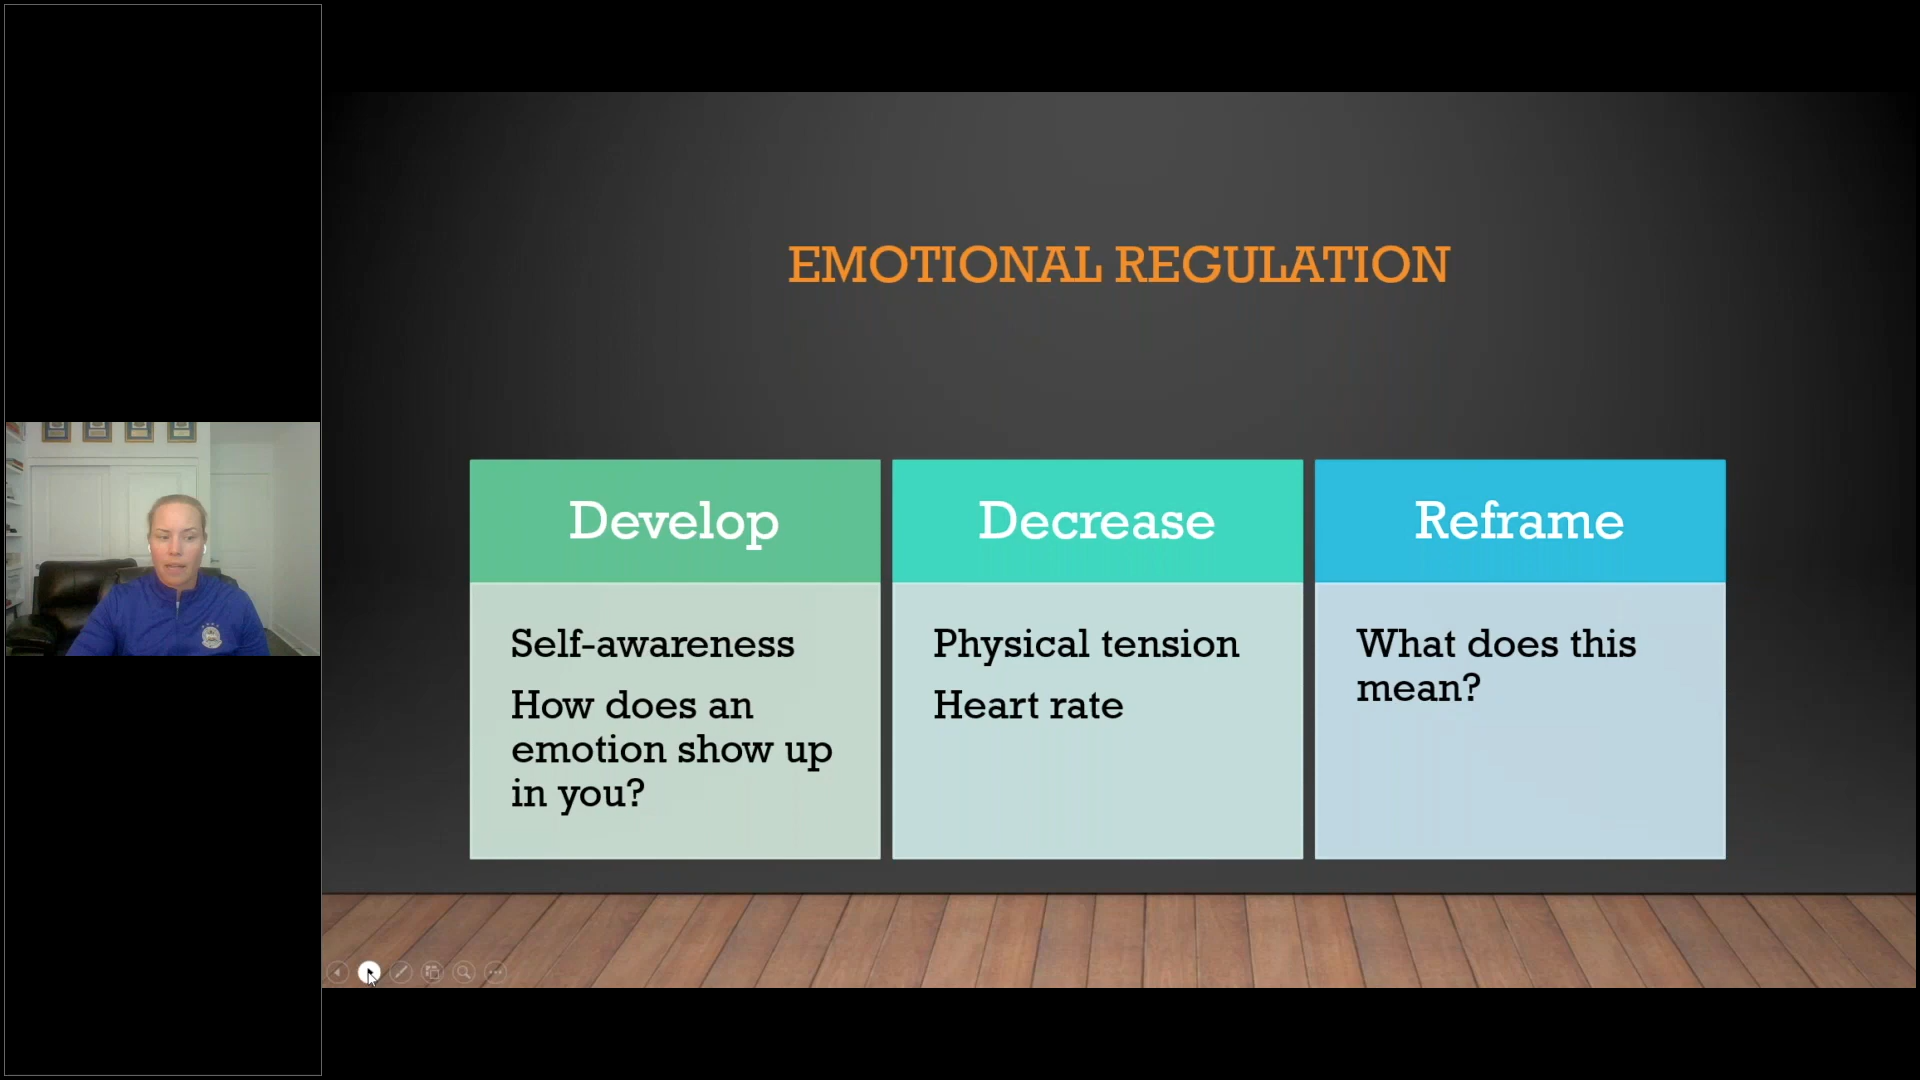 EMOTIONAL REGULATION
Develop
Self-awareness
How does an
emotion show up
in you?
Decrease
Physical tension
Heart rate
Reframe
What does this
mean?